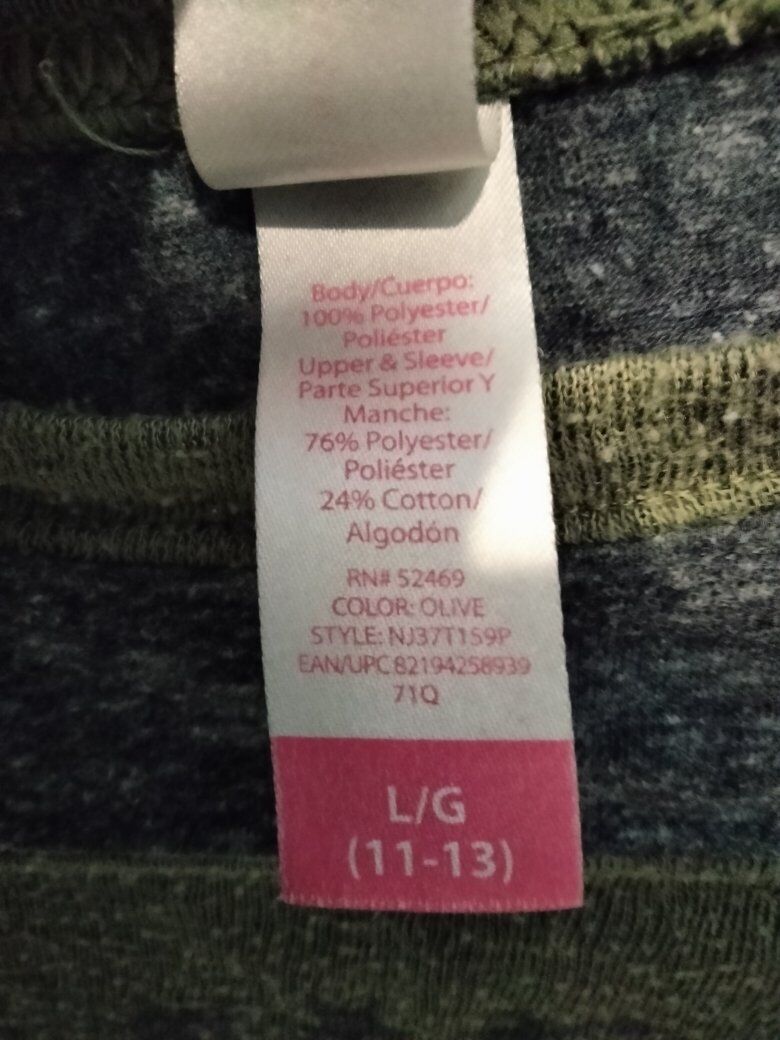 Body/Cuerpo:
100% Polyester/
Poliéster
Upper & Sleeve/
Parte Superior Y
Manche:
76% Polyester/
Poliéster
24% Cotton/
Algodón
RN# 52469
COLOR: OLIVE
STYLE: NJ37T159P
EAN/UPC 82194258939
71Q
L/G
(11-13)